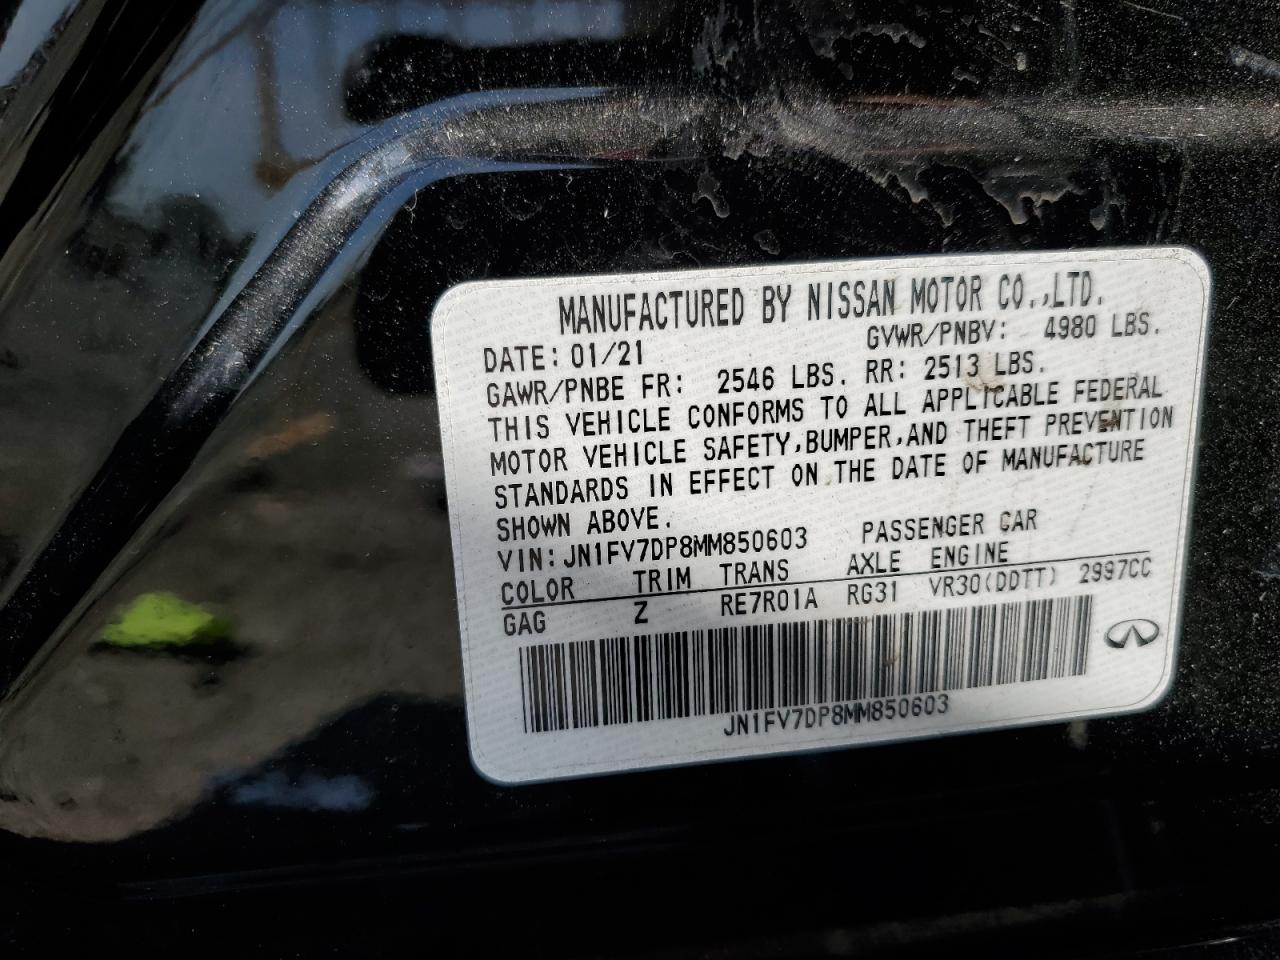 MANUFACTURED BY NISSAN MOTOR CO.,LTD.
DATE: 01/21 GVWR/PNBV: 4980 LBS.
GAWR/PNBE FR: 2546 LBS. RR: 2513 LBS.
THIS VEHICLE CONFORMS TO ALL APPLICABLE FEDERAL
MOTOR VEHICLE SAFETY,BUMPER,AND THEFT PREVENTION
STANDARDS IN EFFECT ON THE DATE OF MANUFACTURE
SHOWN ABOVE.
VIN: JN1FV7DP8MM850603 PASSENGER CAR
COLOR TRIM TRANS AXLE ENGINE
GAG Z RE7R01A RG31 VR30(DDTT) 2997CC
JN1FV7DP8MM850603